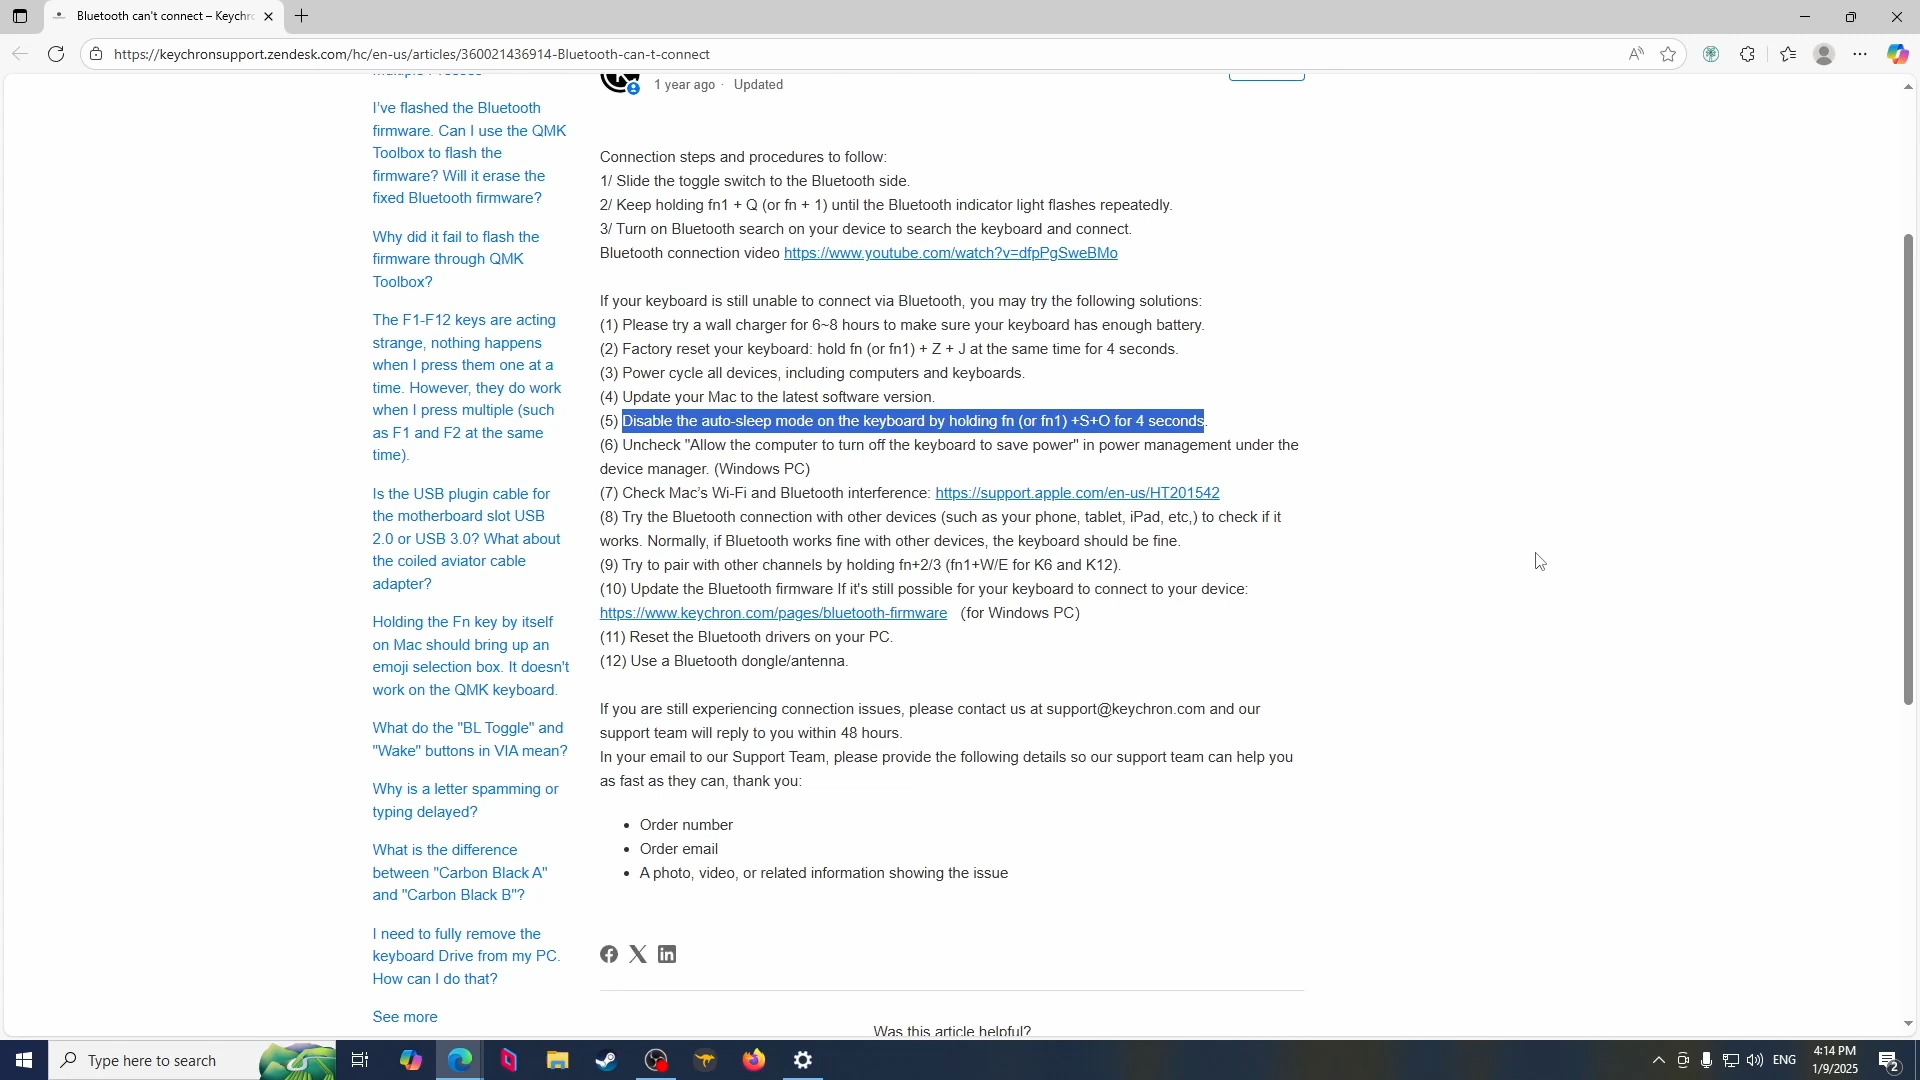 Bluetooth can't connect – Keychr
https://keychronsupport.zendesk.com/hc/en-us/articles/360021436914-Bluetooth-can-t-connect
I've flashed the Bluetooth
firmware. Can I use the QMK
Toolbox to flash the
firmware? Will it erase the
fixed Bluetooth firmware?
Why did it fail to flash the
firmware through QMK
Toolbox?
The F1-F12 keys are acting
strange, nothing happens
when I press them one at a
time. However, they do work
when I press multiple (such
as F1 and F2 at the same
time).
Is the USB plugin cable for
the motherboard slot USB
2.0 or USB 3.0? What about
the coiled aviator cable
adapter?
Holding the Fn key by itself
on Mac should bring up an
emoji selection box. It doesn't
work on the QMK keyboard.
What do the "BL Toggle" and
"Wake" buttons in VIA mean?
Why is a letter spamming or
typing delayed?
What is the difference
between "Carbon Black A"
and "Carbon Black B"?
I need to fully remove the
keyboard Drive from my PC.
How can I do that?
See more
1 year ago · Updated
Connection steps and procedures to follow:
1/ Slide the toggle switch to the Bluetooth side.
2/ Keep holding fn1 + Q (or fn + 1) until the Bluetooth indicator light flashes repeatedly.
3/ Turn on Bluetooth search on your device to search the keyboard and connect.
Bluetooth connection video https://www.youtube.com/watch?v=dfpPgSweBMo
If your keyboard is still unable to connect via Bluetooth, you may try the following solutions:
(1) Please try a wall charger for 6~8 hours to make sure your keyboard has enough battery.
(2) Factory reset your keyboard: hold fn (or fn1) + Z + J at the same time for 4 seconds.
(3) Power cycle all devices, including computers and keyboards.
(4) Update your Mac to the latest software version.
(5) Disable the auto-sleep mode on the keyboard by holding fn (or fn1) +S+O for 4 seconds.
(6) Uncheck "Allow the computer to turn off the keyboard to save power" in power management under the
device manager. (Windows PC)
(7) Check Mac's Wi-Fi and Bluetooth interference: https://support.apple.com/en-us/HT201542
(8) Try the Bluetooth connection with other devices (such as your phone, tablet, iPad, etc,) to check if it
works. Normally, if Bluetooth works fine with other devices, the keyboard should be fine.
(9) Try to pair with other channels by holding fn+2/3 (fn1+W/E for K6 and K12).
(10) Update the Bluetooth firmware If it's still possible for your keyboard to connect to your device:
https://www.keychron.com/pages/bluetooth-firmware (for Windows PC)
(11) Reset the Bluetooth drivers on your PC.
(12) Use a Bluetooth dongle/antenna.
If you are still experiencing connection issues, please contact us at support@keychron.com and our
support team will reply to you within 48 hours.
In your email to our Support Team, please provide the following details so our support team can help you
as fast as they can, thank you:
• Order number
• Order email
• A photo, video, or related information showing the issue
Was this article helpful?
Type here to search
ENG
4:14 PM
1/9/2025
2